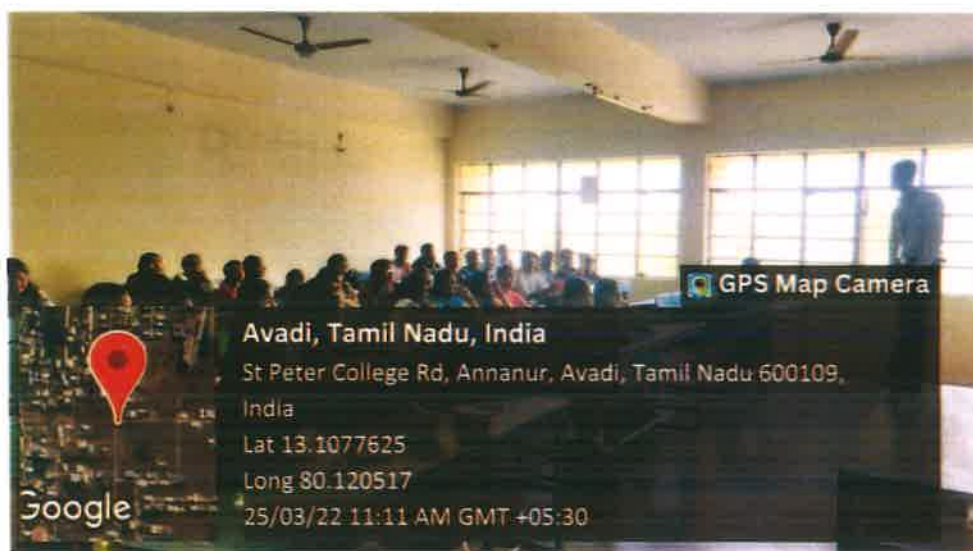 GPS Map Camera
Avadi, Tamil Nadu, India
St Peter College Rd, Annanur, Avadi, Tamil Nadu 600109,
India
Lat 13.1077625
Long 80.120517
25/03/22 11:11 AM GMT +05:30
Google